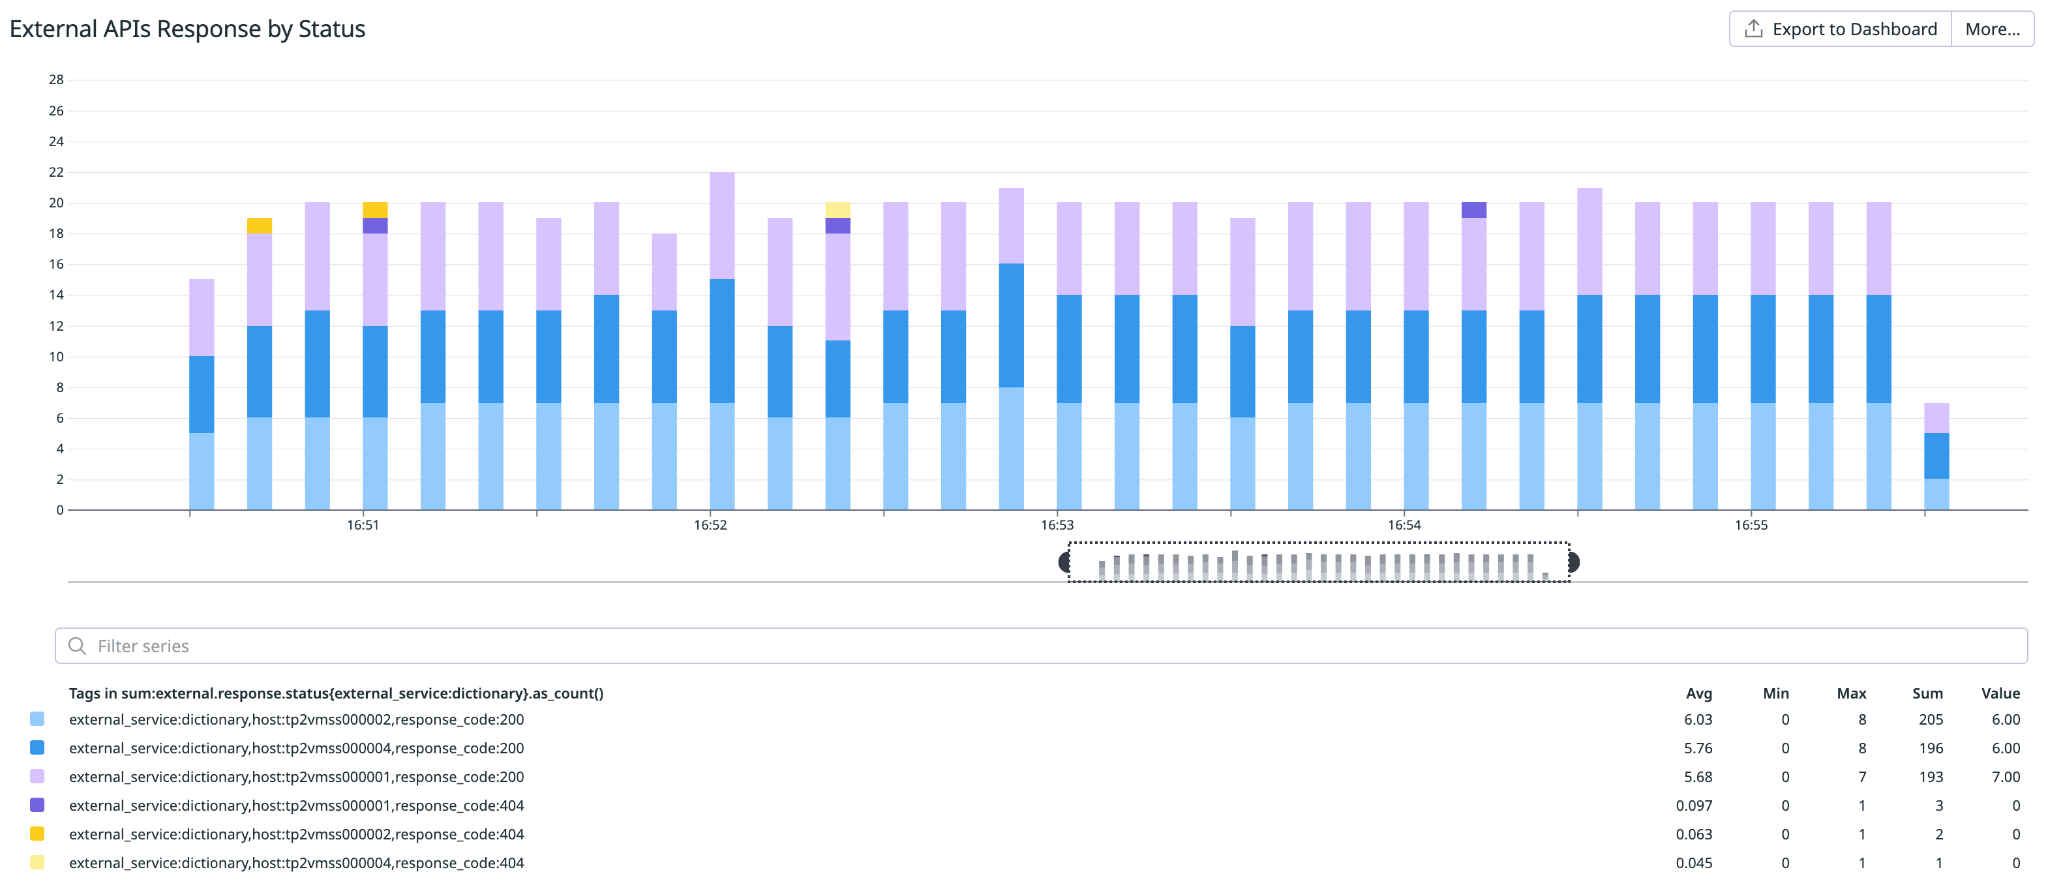 External APIs Response by Status
Export to Dashboard More...
28
26
24
22
20
18
16
14
12
10
8
6
4
2
0
16:51 16:52 16:53 16:54 16:55
Filter series
Tags in sum:external.response.status{external_service:dictionary}.as_count() Avg Min Max Sum Value
external_service:dictionary,host:tp2vmss000002,response_code:200 6.03 0 8 205 6.00
external_service:dictionary,host:tp2vmss000004,response_code:200 5.76 0 8 196 6.00
external_service:dictionary,host:tp2vmss000001,response_code:200 5.68 0 7 193 7.00
external_service:dictionary,host:tp2vmss000001,response_code:404 0.097 0 1 3 0
external_service:dictionary,host:tp2vmss000002,response_code:404 0.063 0 1 2 0
external_service:dictionary,host:tp2vmss000004,response_code:404 0.045 0 1 1 0